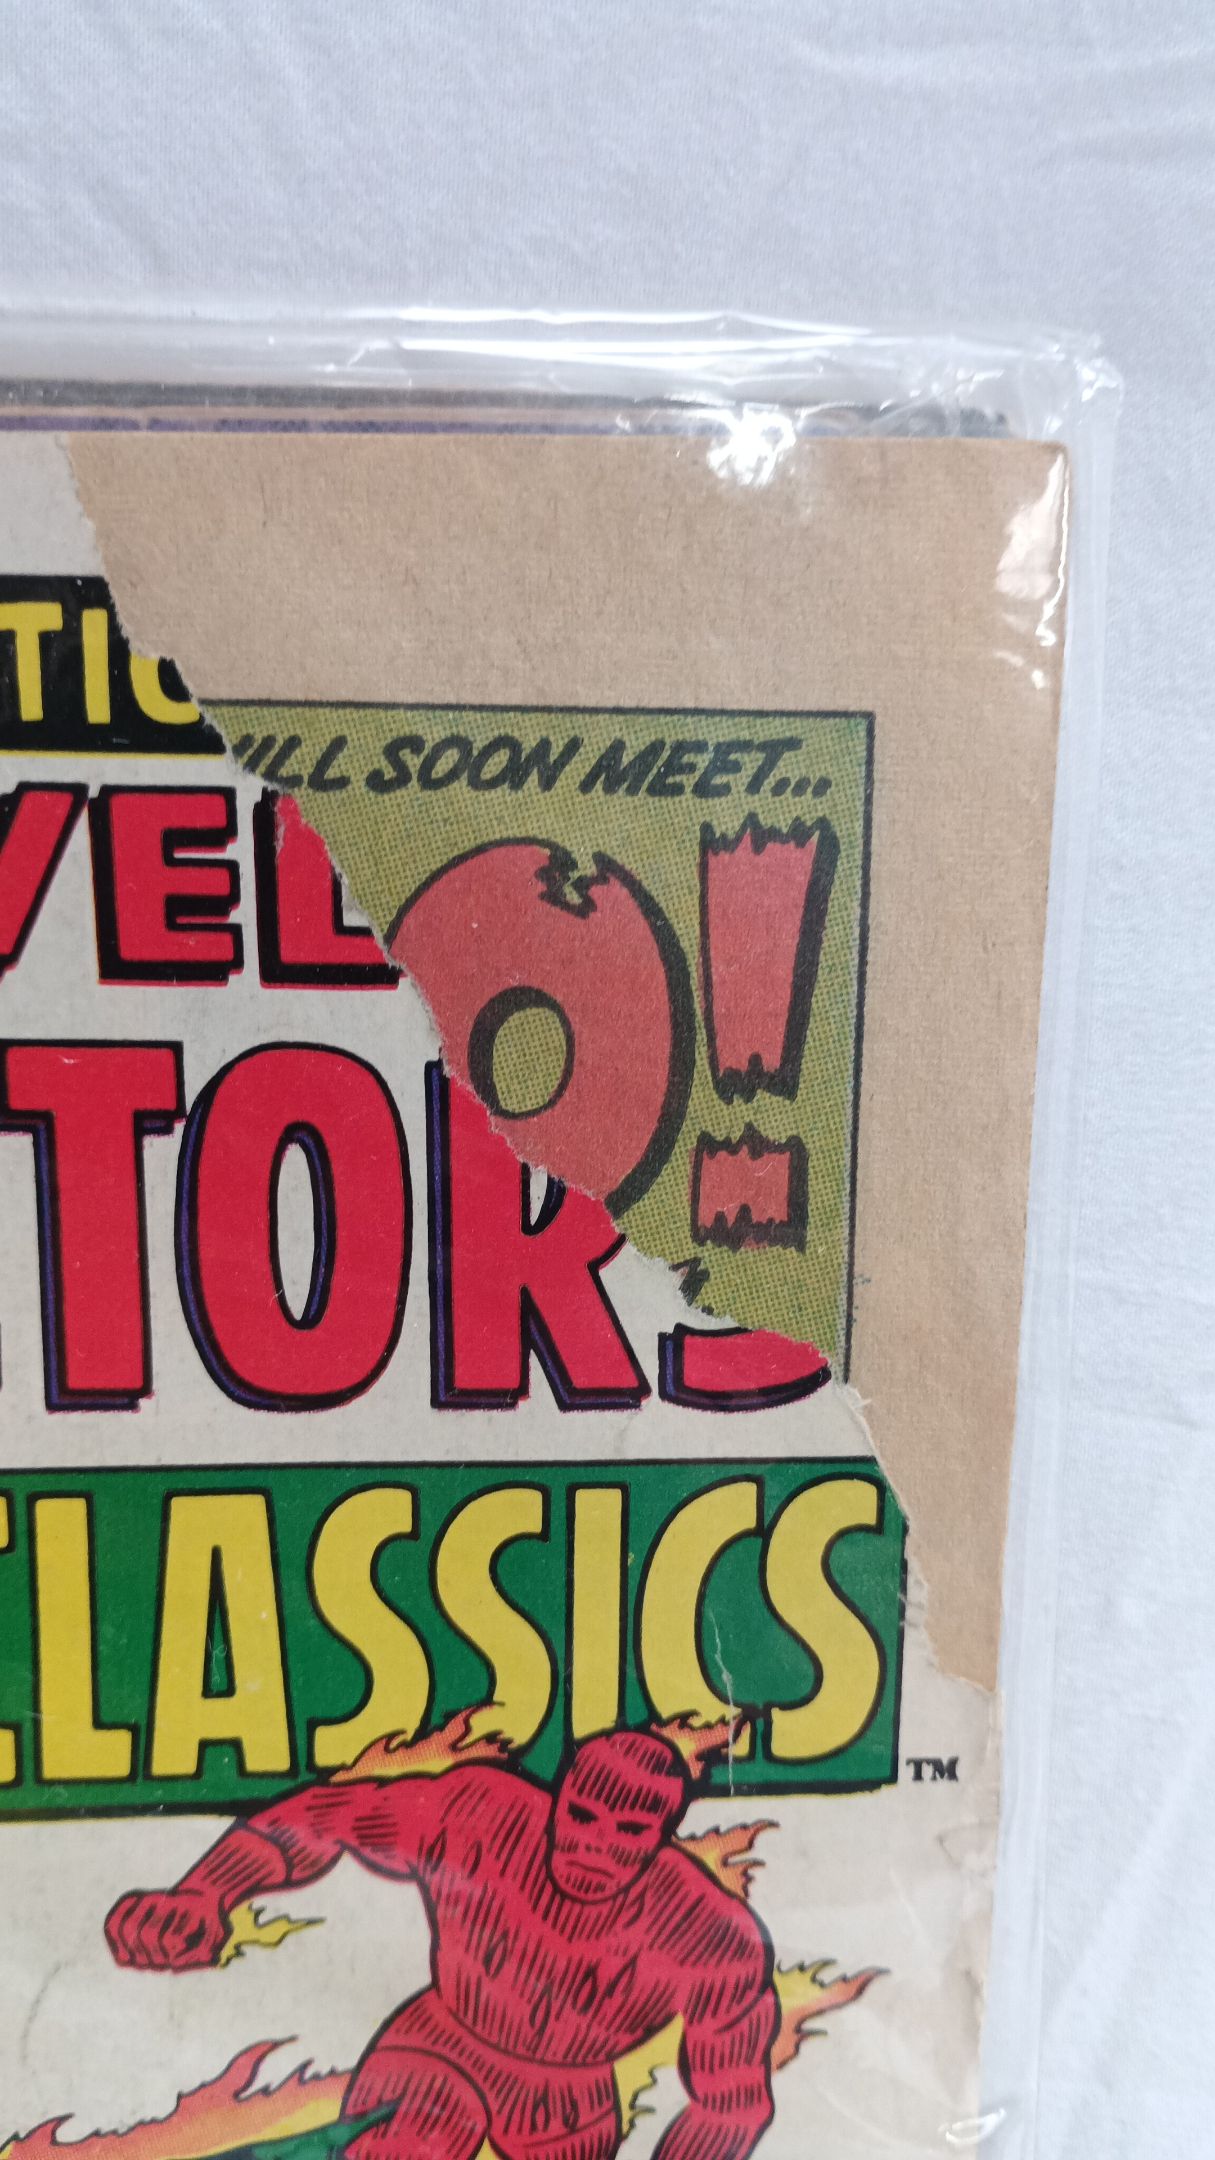 TIC
ILL SOON MEET...
VEL
O!
TOR
CLASSICS
TM